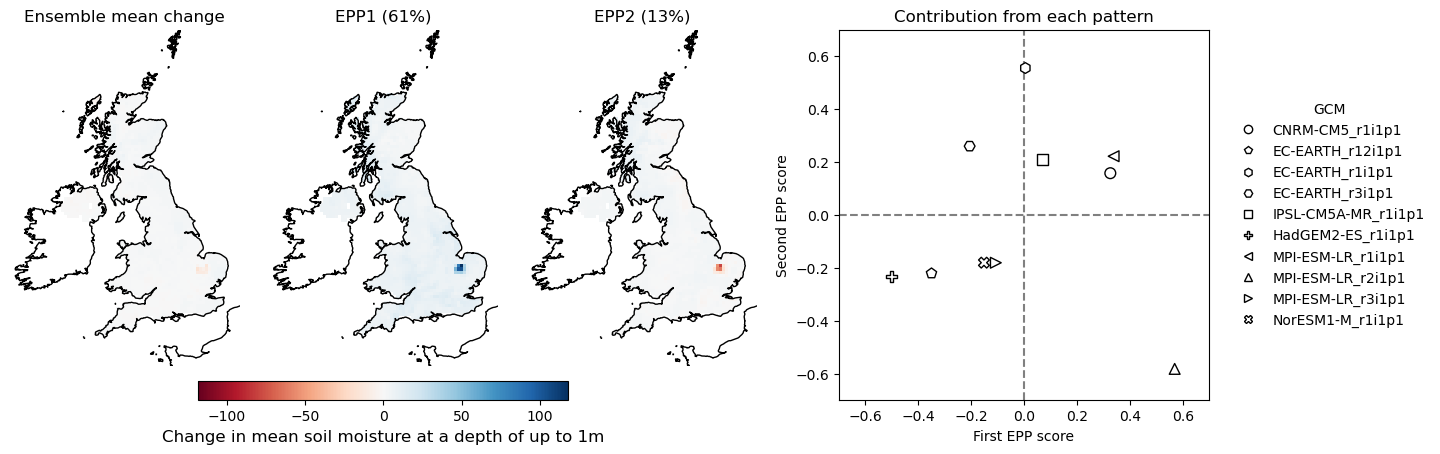 Ensemble mean change
EPP1 (61%)
EPP2 (13%)
Contribution from each pattern
−100
−50
0
50
100
Change in mean soil moisture at a depth of up to 1m
Second EPP score
0.6
0.4
0.2
0.0
−0.2
−0.4
−0.6
−0.6
−0.4
−0.2
0.0
0.2
0.4
0.6
First EPP score
GCM
CNRM-CM5_r1i1p1
EC-EARTH_r12i1p1
EC-EARTH_r1i1p1
EC-EARTH_r3i1p1
IPSL-CM5A-MR_r1i1p1
HadGEM2-ES_r1i1p1
MPI-ESM-LR_r1i1p1
MPI-ESM-LR_r2i1p1
MPI-ESM-LR_r3i1p1
NorESM1-M_r1i1p1